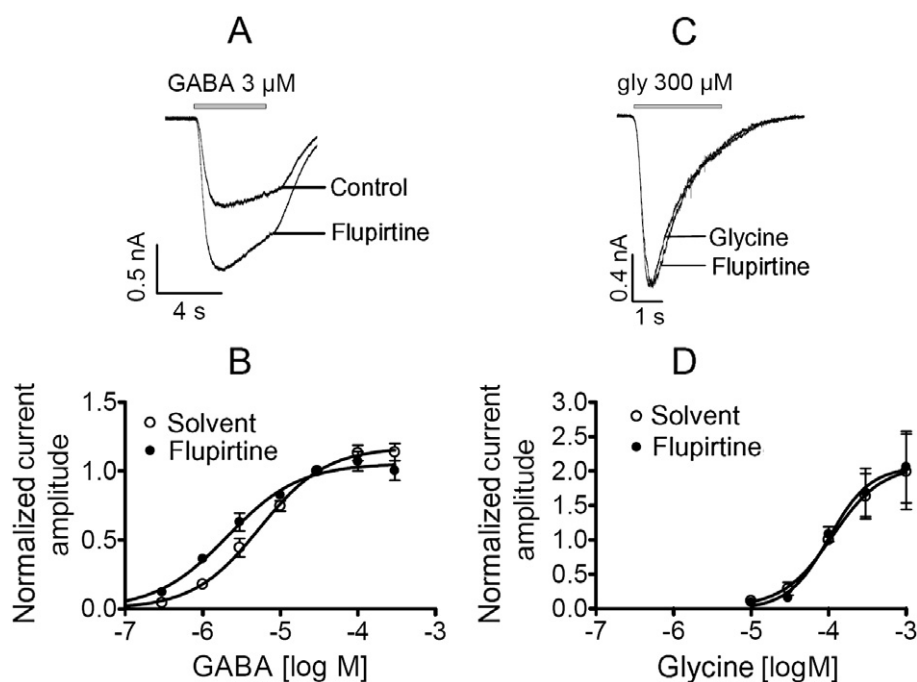 A
GABA 3 µM
Control
Flupirtine
0.5 nA
4 s
C
gly 300 µM
Glycine
Flupirtine
0.4 nA
1 s
B
Normalized current
amplitude
1.5
1.0
0.5
0.0
Solvent
Flupirtine
-7
-6
-5
-4
-3
GABA [log M]
D
Normalized current
amplitude
3.0
2.5
2.0
1.5
1.0
0.5
0.0
Solvent
Flupirtine
-7
-6
-5
-4
-3
Glycine [logM]